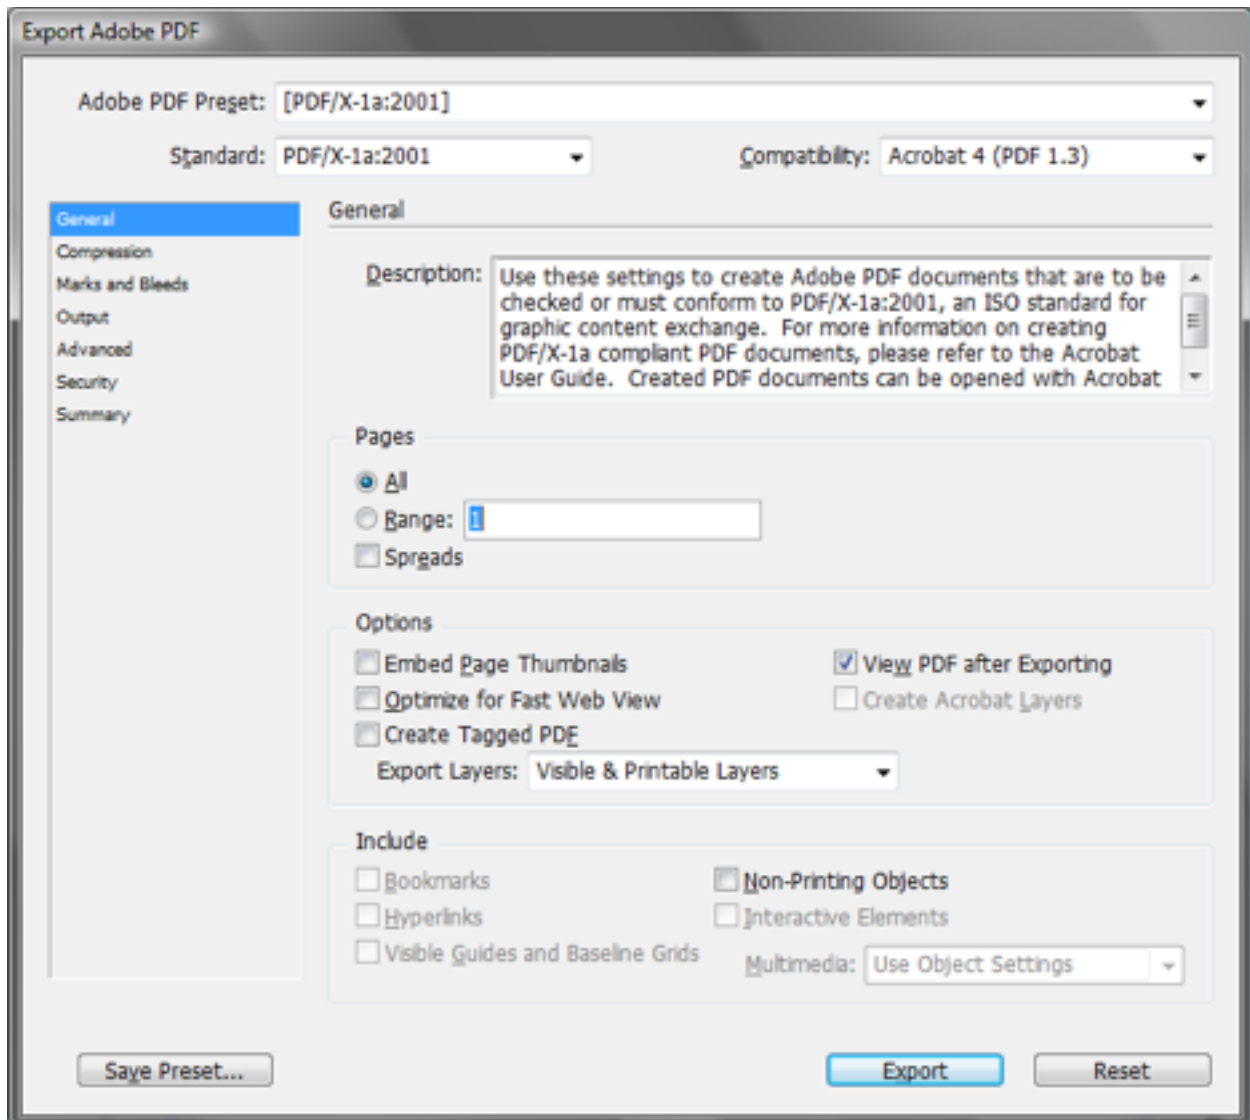 Export Adobe PDF
Adobe PDF Preset: [PDF/X-1a:2001]
Standard: PDF/X-1a:2001 Compatibility: Acrobat 4 (PDF 1.3)
General
Compression
Marks and Bleeds
Output
Advanced
Security
Summary
General
Description: Use these settings to create Adobe PDF documents that are to be
checked or must conform to PDF/X-1a:2001, an ISO standard for
graphic content exchange. For more information on creating
PDF/X-1a compliant PDF documents, please refer to the Acrobat
User Guide. Created PDF documents can be opened with Acrobat
Pages
All
Range: 1
Spreads
Options
Embed Page Thumbnails View PDF after Exporting
Optimize for Fast Web View Create Acrobat Layers
Create Tagged PDF
Export Layers: Visible & Printable Layers
Include
Bookmarks Non-Printing Objects
Hyperlinks Interactive Elements
Visible Guides and Baseline Grids Multimedia: Use Object Settings
Save Preset... Export Reset